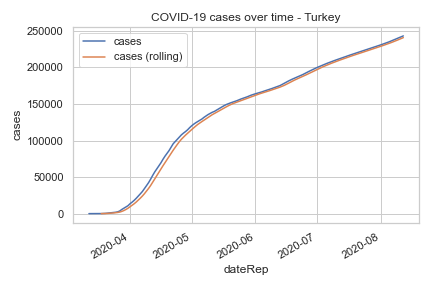 COVID-19 cases over time - Turkey
cases
cases (rolling)
250000
200000
150000
100000
50000
0
cases
2020-04
2020-05
2020-06
2020-07
2020-08
dateRep